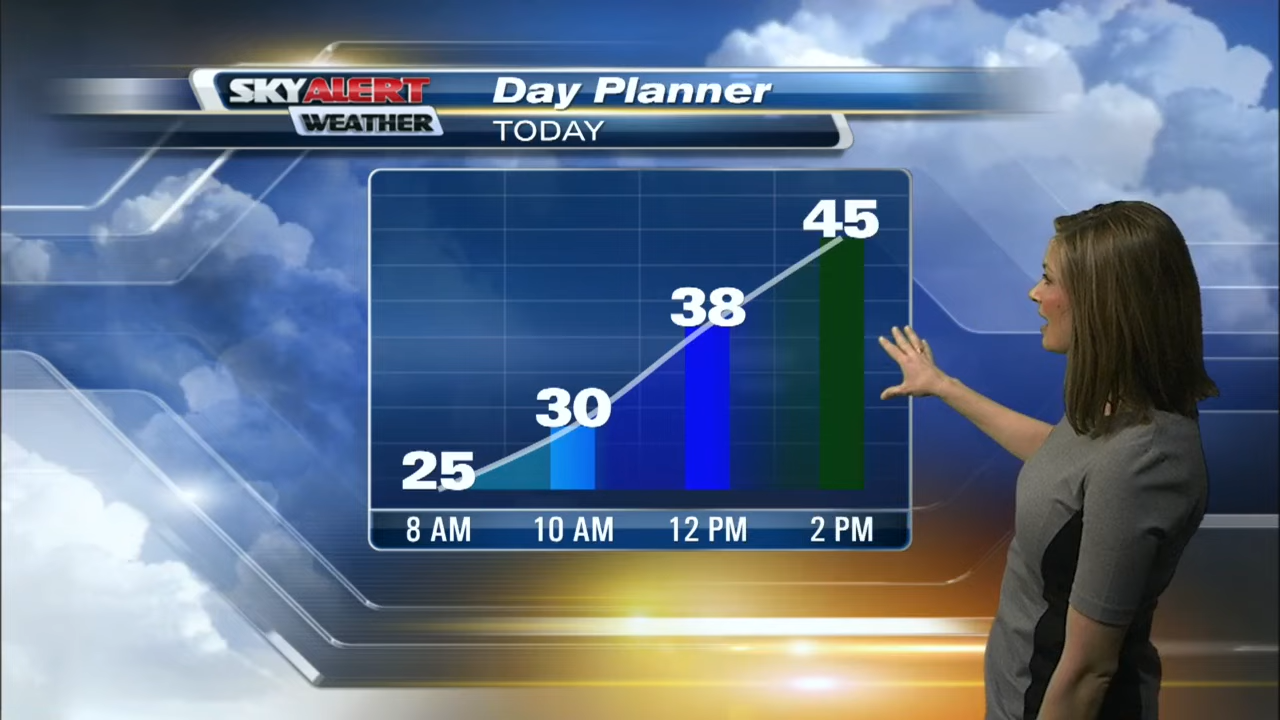 SKYALERT
WEATHER
Day Planner
TODAY
45
38
30
25
8 AM
10 AM
12 PM
2 PM